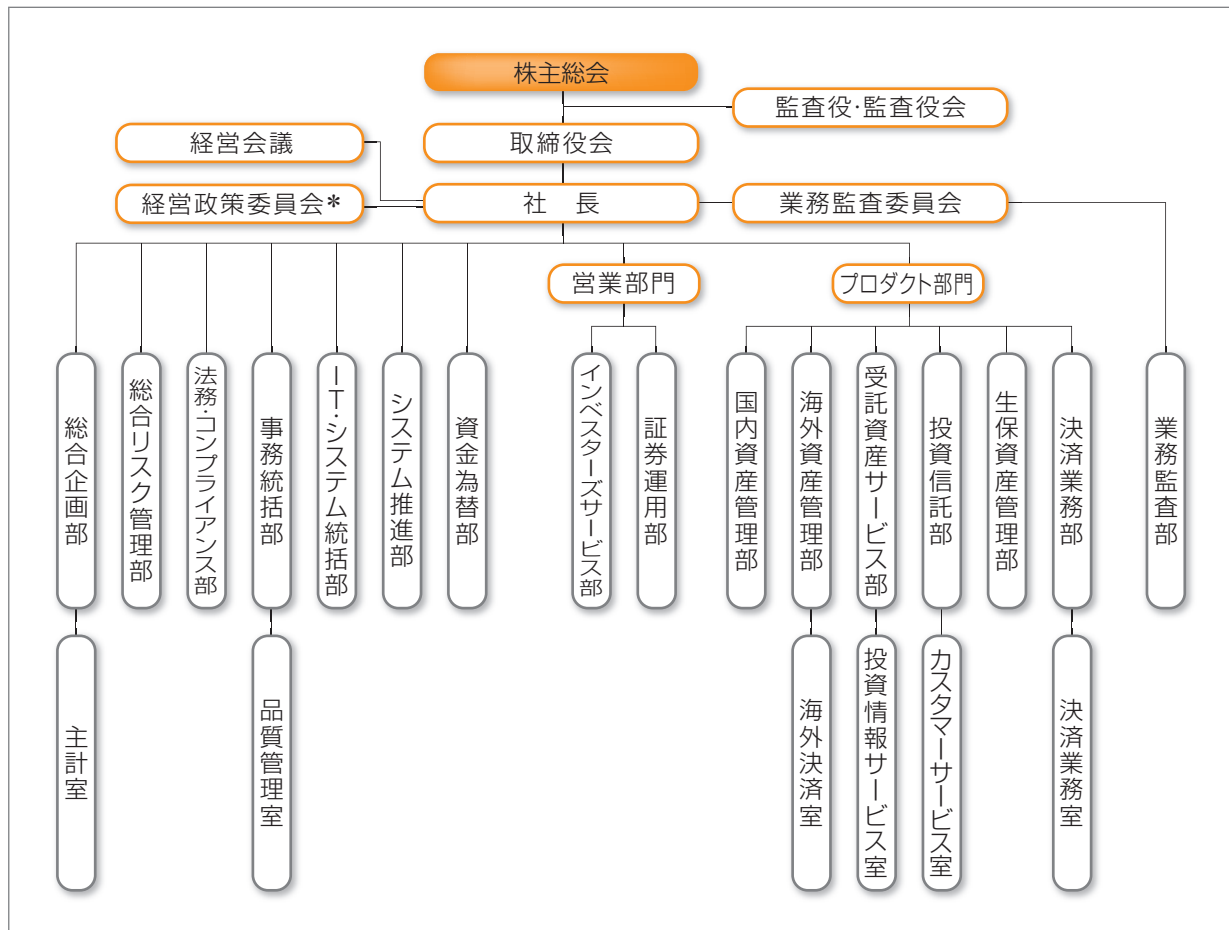 株主総会
監査役･監査役会
経営会議
取締役会
経営政策委員会*
社　長
業務監査委員会
営業部門
プロダクト部門
総合企画部
総合リスク管理部
法務・コンプライアンス部
事務統括部
IT・システム統括部
システム推進部
資金為替部
インベスターズサービス部
証券運用部
国内資産管理部
海外資産管理部
受託資産サービス部
投資信託部
生保資産管理部
決済業務部
業務監査部
主計室
品質管理室
海外決済室
投資情報サービス室
カスタマーサービス室
決済業務室